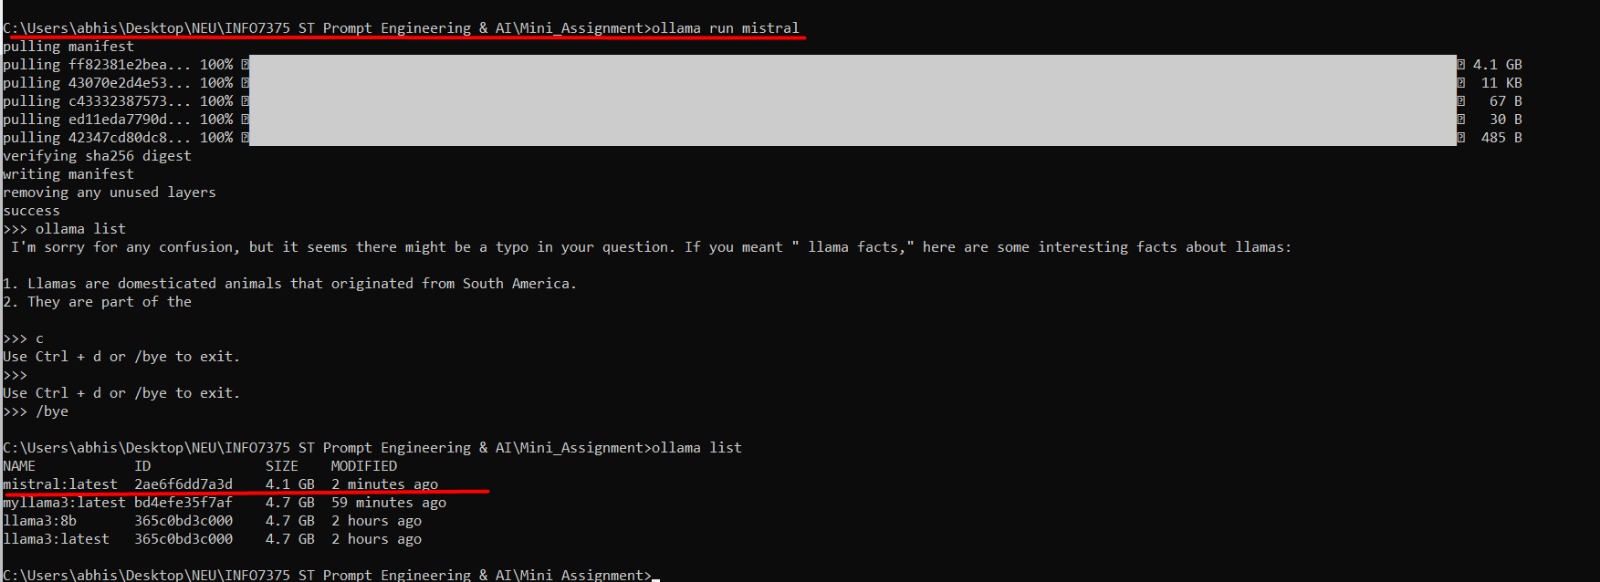 C:\Users\abhis\Desktop\NEU\INFO7375 ST Prompt Engineering & AI\Mini_Assignment>ollama run mistral
pulling manifest
pulling ff82381e2bea... 100% 4.1 GB
pulling 43070e2d4e53... 100% 11 KB
pulling c43332387573... 100% 67 B
pulling ed11eda7790d... 100% 30 B
pulling 42347cd80dc8... 100% 485 B
verifying sha256 digest
writing manifest
removing any unused layers
success
>>> ollama list
I'm sorry for any confusion, but it seems there might be a typo in your question. If you meant " llama facts," here are some interesting facts about llamas:
1. Llamas are domesticated animals that originated from South America.
2. They are part of the
>>> c
Use Ctrl + d or /bye to exit.
>>>
Use Ctrl + d or /bye to exit.
>>> /bye
C:\Users\abhis\Desktop\NEU\INFO7375 ST Prompt Engineering & AI\Mini_Assignment>ollama list
NAME ID SIZE MODIFIED
mistral:latest 2ae6f6dd7a3d 4.1 GB 2 minutes ago
myllama3:latest bd4efe35f7af 4.7 GB 59 minutes ago
llama3:8b 365c0bd3c000 4.7 GB 2 hours ago
llama3:latest 365c0bd3c000 4.7 GB 2 hours ago
C:\Users\abhis\Desktop\NEU\INFO7375 ST Prompt Engineering & AI\Mini_Assignment>